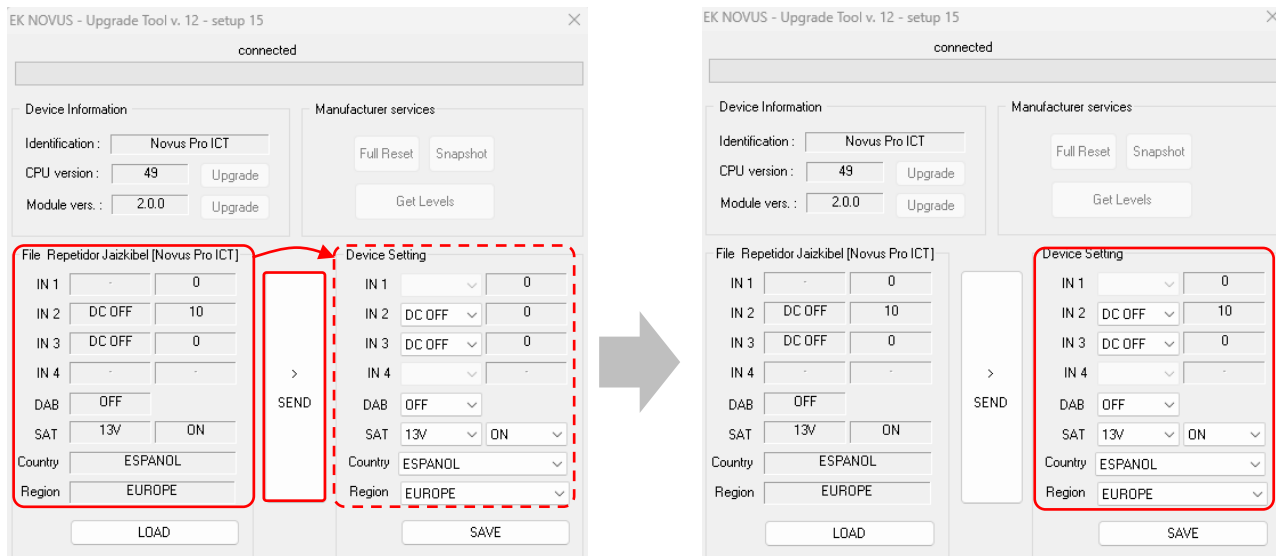 EK NOVUS - Upgrade Tool v. 12 - setup 15
connected
Device Information
Manufacturer services
Identification : Novus Pro ICT
Full Reset Snapshot
CPU version : 49 Upgrade
Get Levels
Module vers. : 2.0.0 Upgrade
File Repetidor Jaizkibel [Novus Pro ICT]
IN 1 - 0
IN 2 DC OFF 10
IN 3 DC OFF 0
IN 4 - -
DAB OFF
SAT 13V ON
Country ESPANOL
Region EUROPE
LOAD
>
SEND
Device Setting
IN 1 0
IN 2 DC OFF 0
IN 3 DC OFF 0
IN 4 -
DAB OFF
SAT 13V ON
Country ESPANOL
Region EUROPE
SAVE
EK NOVUS - Upgrade Tool v. 12 - setup 15
connected
Device Information
Manufacturer services
Identification : Novus Pro ICT
Full Reset Snapshot
CPU version : 49 Upgrade
Get Levels
Module vers. : 2.0.0 Upgrade
File Repetidor Jaizkibel [Novus Pro ICT]
IN 1 - 0
IN 2 DC OFF 10
IN 3 DC OFF 0
IN 4 - -
DAB OFF
SAT 13V ON
Country ESPANOL
Region EUROPE
LOAD
>
SEND
Device Setting
IN 1 0
IN 2 DC OFF 10
IN 3 DC OFF 0
IN 4 -
DAB OFF
SAT 13V ON
Country ESPANOL
Region EUROPE
SAVE